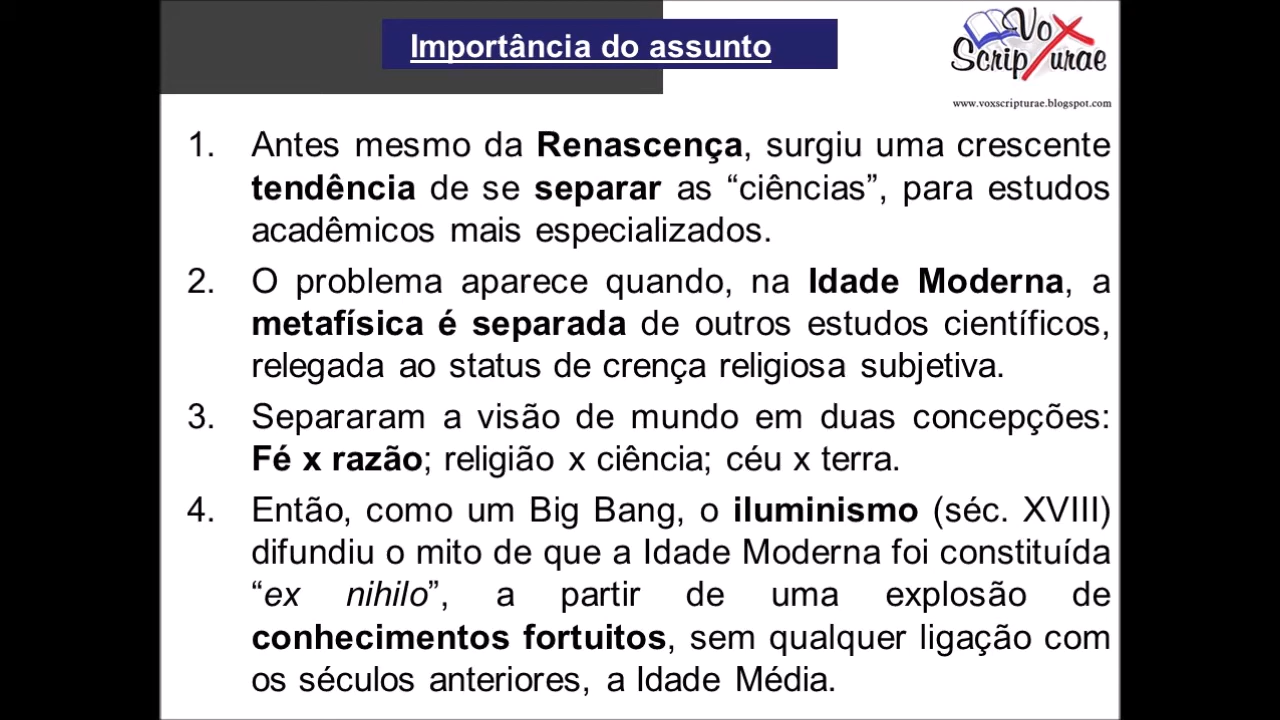 Importância do assunto
Vox
Scripturae
www.voxscripturae.blogspot.com
1. Antes mesmo da Renascença, surgiu uma crescente
tendência de se separar as “ciências”, para estudos
acadêmicos mais especializados.
2. O problema aparece quando, na Idade Moderna, a
metafísica é separada de outros estudos científicos,
relegada ao status de crença religiosa subjetiva.
3. Separaram a visão de mundo em duas concepções:
Fé x razão; religião x ciência; céu x terra.
4. Então, como um Big Bang, o iluminismo (séc. XVIII)
difundiu o mito de que a Idade Moderna foi constituída
“ex nihilo”, a partir de uma explosão de
conhecimentos fortuitos, sem qualquer ligação com
os séculos anteriores, a Idade Média.